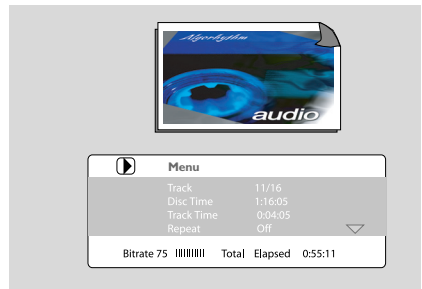 Algorhythm
audio
Menu
Track 11/16
Disc Time 1:16:05
Track Time 0:04:05
Repeat Off
Bitrate 75 Total Elapsed 0:55:11